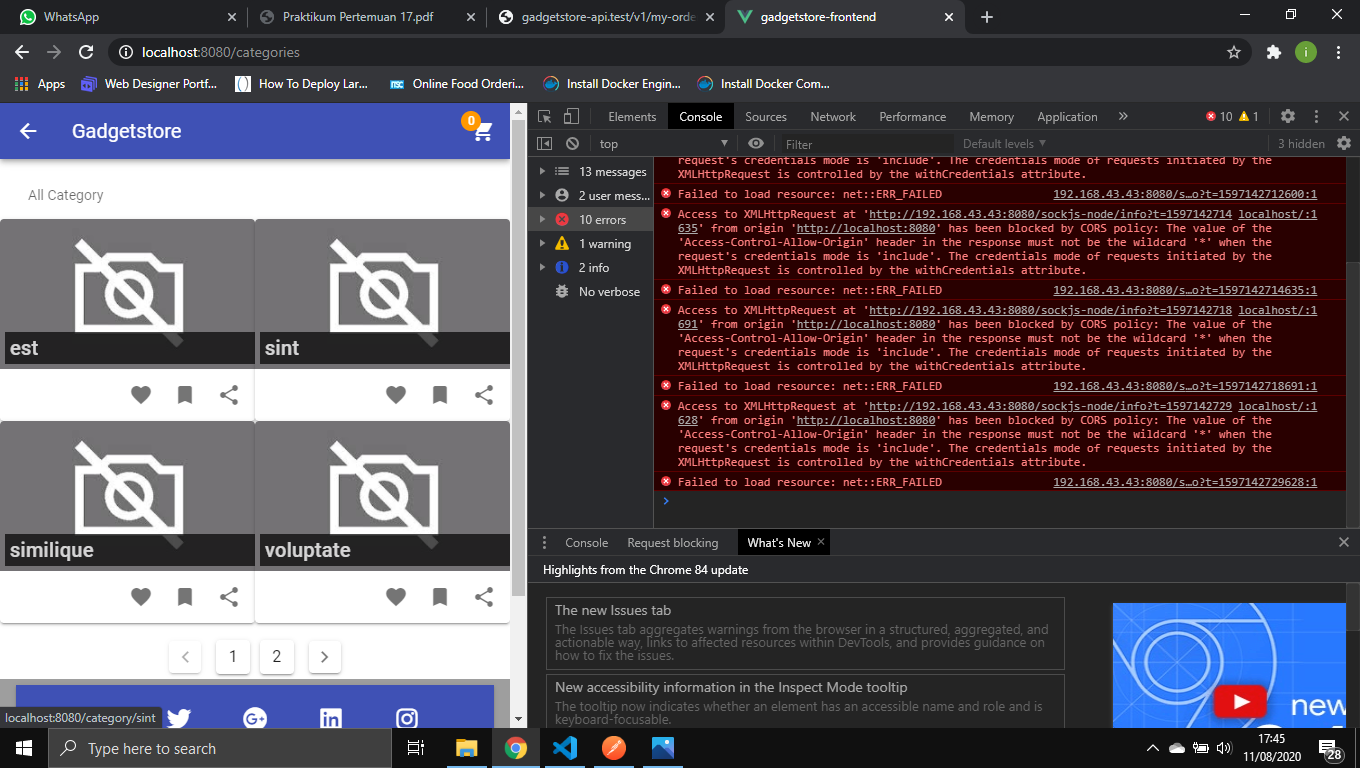 WhatsApp
Praktikum Pertemuan 17.pdf
gadgetstore-api.test/v1/my-orde
gadgetstore-frontend
localhost:8080/categories
i
Apps
Web Designer Portf...
How To Deploy Lar...
Online Food Orderi...
Install Docker Engin...
Install Docker Com...
Gadgetstore
0
All Category
est
sint
similique
voluptate
1
2
localhost:8080/category/sint
Elements
Console
Sources
Network
Performance
Memory
Application
10
1
top
Filter
Default levels
3 hidden
13 messages
2 user mess...
10 errors
1 warning
2 info
No verbose
request's credentials mode is 'include'. The credentials mode of requests initiated by the
XMLHttpRequest is controlled by the withCredentials attribute.
Failed to load resource: net::ERR_FAILED 192.168.43.43:8080/s…o?t=1597142712600:1
Access to XMLHttpRequest at 'http://192.168.43.43:8080/sockjs-node/info?t=1597142714 localhost/:1
635' from origin 'http://localhost:8080' has been blocked by CORS policy: The value of the
'Access-Control-Allow-Origin' header in the response must not be the wildcard '*' when the
request's credentials mode is 'include'. The credentials mode of requests initiated by the
XMLHttpRequest is controlled by the withCredentials attribute.
Failed to load resource: net::ERR_FAILED 192.168.43.43:8080/s…o?t=1597142714635:1
Access to XMLHttpRequest at 'http://192.168.43.43:8080/sockjs-node/info?t=1597142718 localhost/:1
691' from origin 'http://localhost:8080' has been blocked by CORS policy: The value of the
'Access-Control-Allow-Origin' header in the response must not be the wildcard '*' when the
request's credentials mode is 'include'. The credentials mode of requests initiated by the
XMLHttpRequest is controlled by the withCredentials attribute.
Failed to load resource: net::ERR_FAILED 192.168.43.43:8080/s…o?t=1597142718691:1
Access to XMLHttpRequest at 'http://192.168.43.43:8080/sockjs-node/info?t=1597142729 localhost/:1
628' from origin 'http://localhost:8080' has been blocked by CORS policy: The value of the
'Access-Control-Allow-Origin' header in the response must not be the wildcard '*' when the
request's credentials mode is 'include'. The credentials mode of requests initiated by the
XMLHttpRequest is controlled by the withCredentials attribute.
Failed to load resource: net::ERR_FAILED 192.168.43.43:8080/s…o?t=1597142729628:1
Console
Request blocking
What's New
Highlights from the Chrome 84 update
The new Issues tab
The Issues tab aggregates warnings from the browser in a structured, aggregated, and
actionable way, links to affected resources within DevTools, and provides guidance on
how to fix the issues.
New accessibility information in the Inspect Mode tooltip
The tooltip now indicates whether an element has an accessible name and role and is
keyboard-focusable.
new
Type here to search
17:45
11/08/2020
28